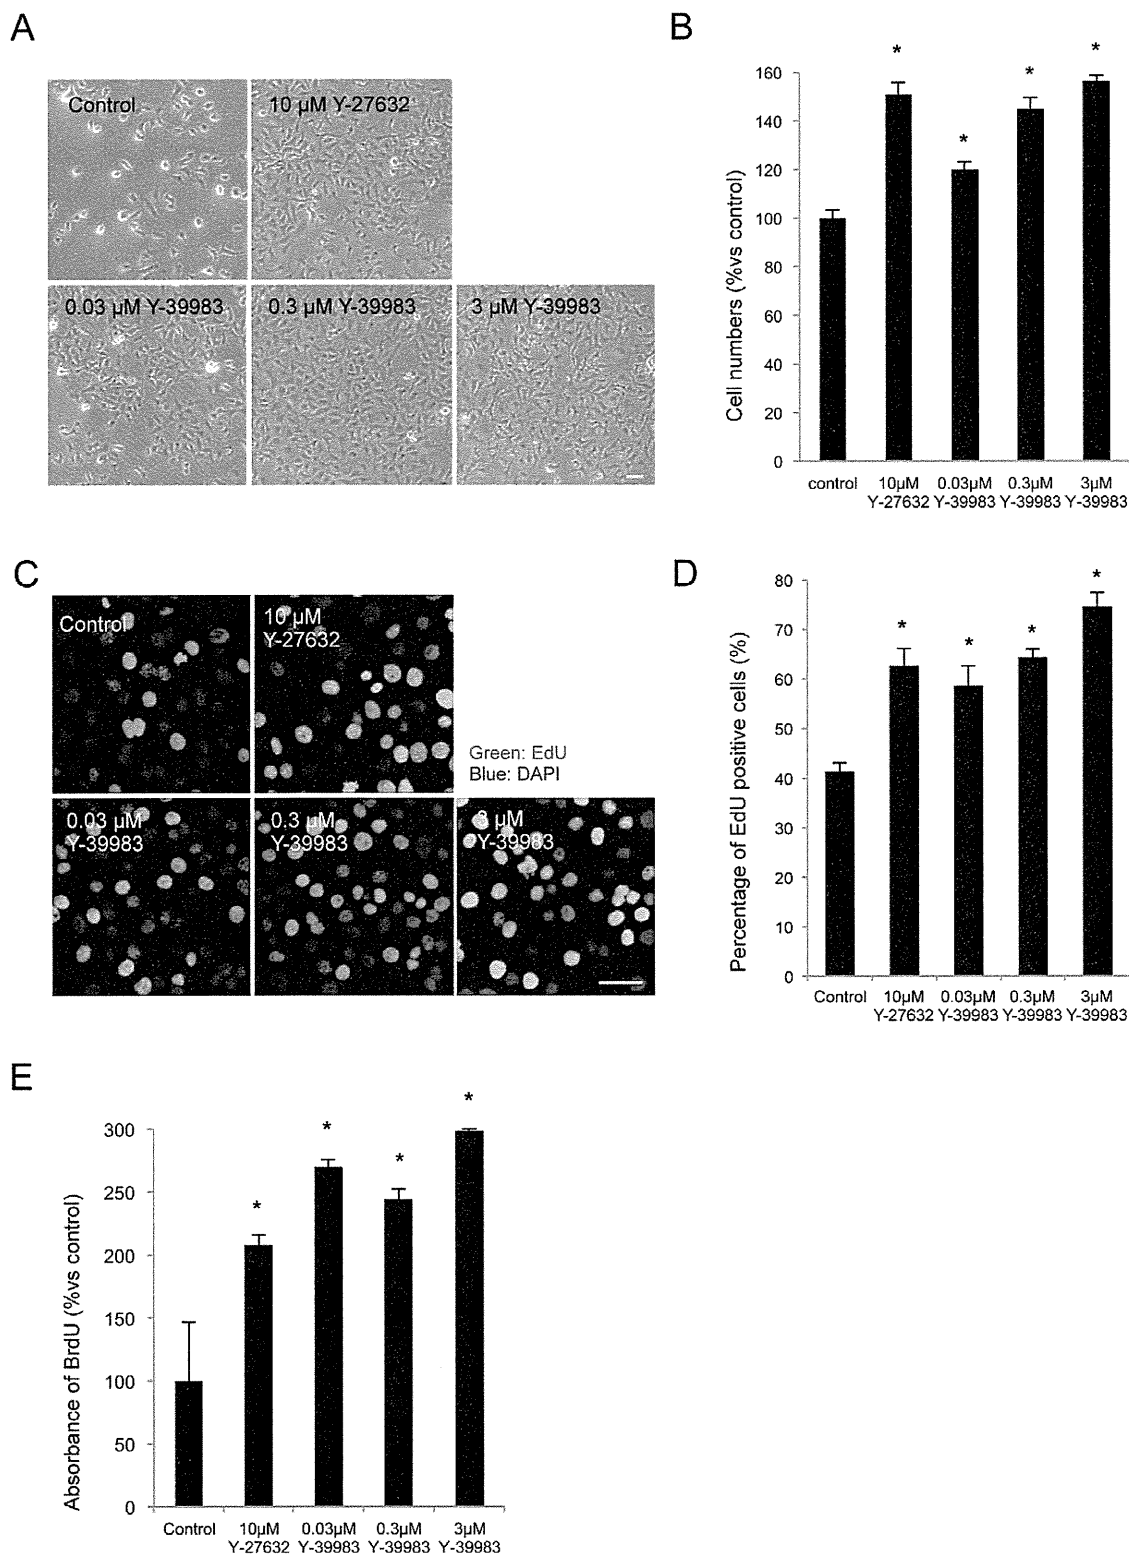 A
Control
10 µM Y-27632
0.03 µM Y-39983
0.3 µM Y-39983
3 µM Y-39983
B
*
*
*
*
160
140
120
100
80
60
40
20
0
Cell numbers (%vs control)
control
10µM
Y-27632
0.03µM
Y-39983
0.3µM
Y-39983
3µM
Y-39983
C
Control
10 µM
Y-27632
Green: EdU
Blue: DAPI
0.03 µM
Y-39983
0.3 µM
Y-39983
3 µM
Y-39983
D
*
*
*
*
80
70
60
50
40
30
20
10
0
Percentage of EdU positive cells (%)
Control
10µM
Y-27632
0.03µM
Y-39983
0.3µM
Y-39983
3µM
Y-39983
E
*
*
*
*
300
250
200
150
100
50
0
Absorbance of BrdU (%vs control)
Control
10µM
Y-27632
0.03µM
Y-39983
0.3µM
Y-39983
3µM
Y-39983